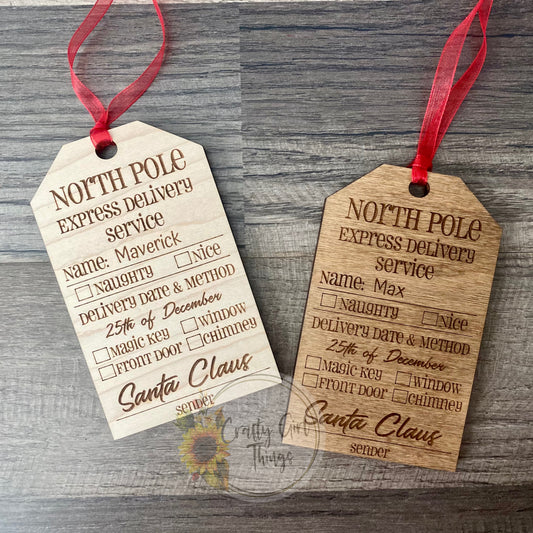 NORTH POLE
EXPRESS DELIVERY
SERVICE
Name: Maverick
NAUGHTY NICE
DELIVERY DATE & METHOD
25th of December
MAGIC KEY WINDOW
FRONT DOOR CHIMNEY
Santa Claus
SENDER
NORTH POLE
EXPRESS DELIVERY
SERVICE
Name: Max
NAUGHTY NICE
DELIVERY DATE & METHOD
25th of December
MAGIC KEY WINDOW
FRONT DOOR CHIMNEY
Santa Claus
SENDER
Crafty Girl
Things